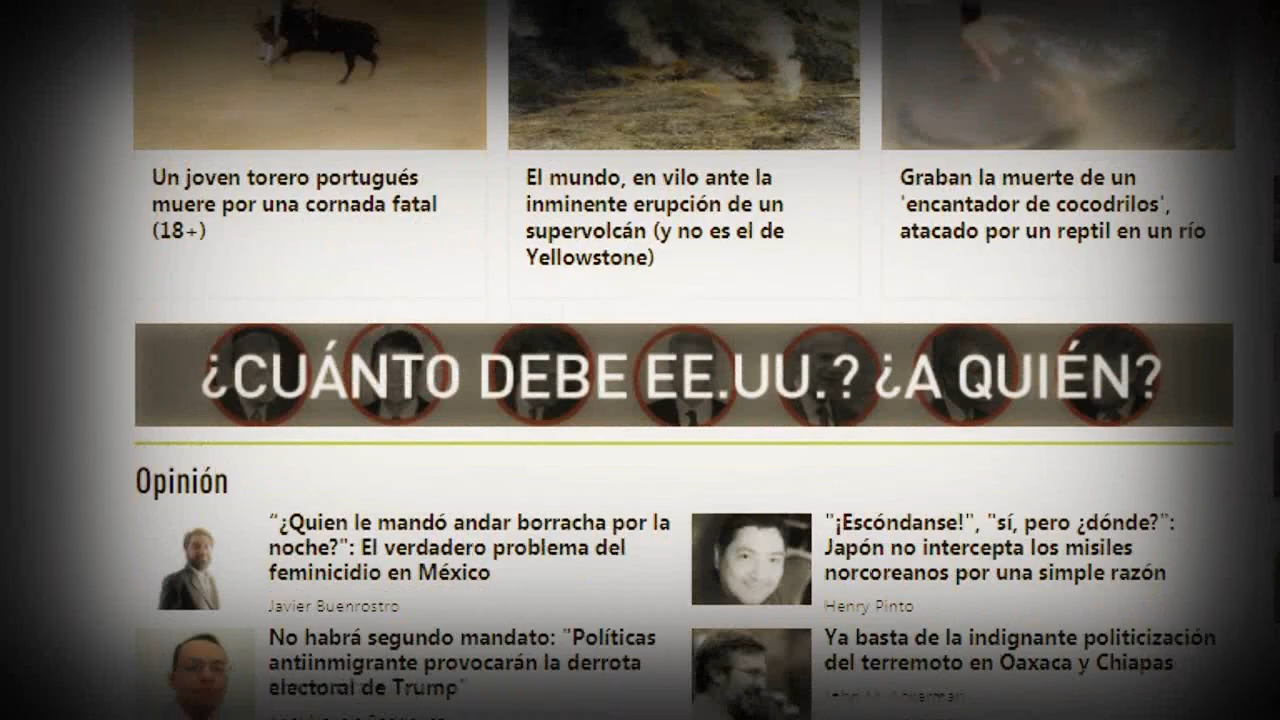 Un joven torero portugués
muere por una cornada fatal
(18+)
El mundo, en vilo ante la
inminente erupción de un
supervolcán (y no es el de
Yellowstone)
Graban la muerte de un
'encantador de cocodrilos',
atacado por un reptil en un río
¿CUÁNTO DEBE EE.UU.? ¿A QUIÉN?
Opinión
“¿Quien le mandó andar borracha por la
noche?": El verdadero problema del
feminicidio en México
Javier Buenrostro
"¡Escóndanse!", "sí, pero ¿dónde?":
Japón no intercepta los misiles
norcoreanos por una simple razón
Henry Pinto
No habrá segundo mandato: "Políticas
antiinmigrante provocarán la derrota
electoral de Trump"
Ya basta de la indignante politicización
del terremoto en Oaxaca y Chiapas